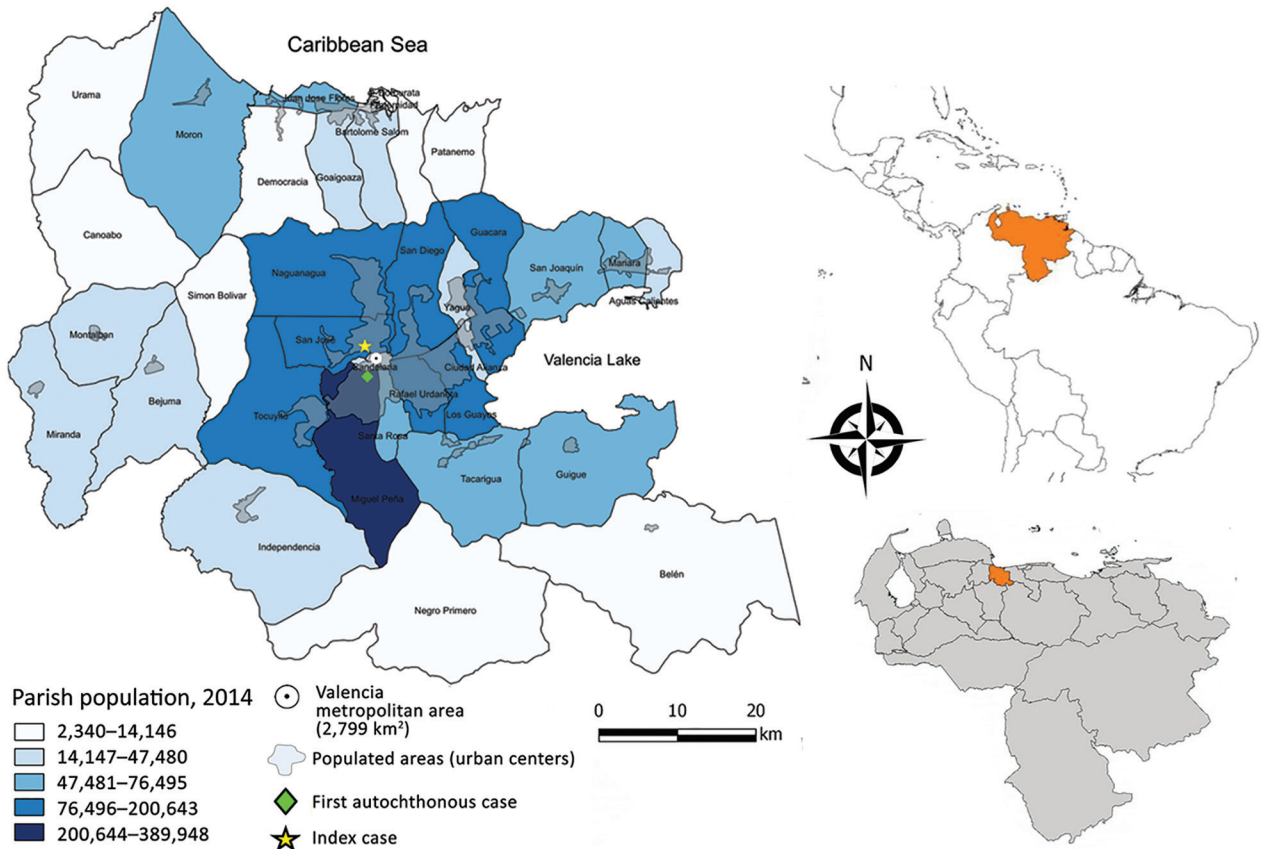 Caribbean Sea
Urama
Moron
Juan Jose Flores
Borburata
Fraternidad
Bartolome Salom
Patanemo
Democracia
Goaigoaza
Canoabo
Guacara
San Diego
Naguanagua
San Joaquín
Mariara
Simon Bolivar
Yagua
Aguas Calientes
Montalban
San José
Valencia Lake
N
Candelaria
Ciudad Alianza
Bejuma
Rafael Urdaneta
Tocuyito
Los Guayos
Miranda
Santa Rosa
Tacarigua
Guigue
Miguel Peña
Independencia
Belén
Negro Primero
Parish population, 2014
2,340–14,146
14,147–47,480
47,481–76,495
76,496–200,643
200,644–389,948
Valencia
metropolitan area
(2,799 km²)
Populated areas (urban centers)
First autochthonous case
Index case
0 10 20
km